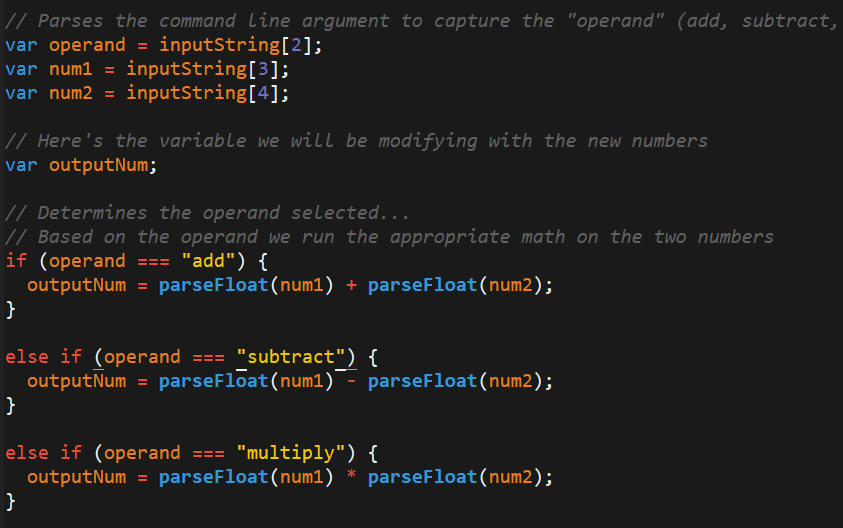 // Parses the command line argument to capture the "operand" (add, subtract,
var operand = inputString[2];
var num1 = inputString[3];
var num2 = inputString[4];

// Here's the variable we will be modifying with the new numbers
var outputNum;

// Determines the operand selected...
// Based on the operand we run the appropriate math on the two numbers
if (operand === "add") {
  outputNum = parseFloat(num1) + parseFloat(num2);
}

else if (operand === "subtract") {
  outputNum = parseFloat(num1) - parseFloat(num2);
}

else if (operand === "multiply") {
  outputNum = parseFloat(num1) * parseFloat(num2);
}